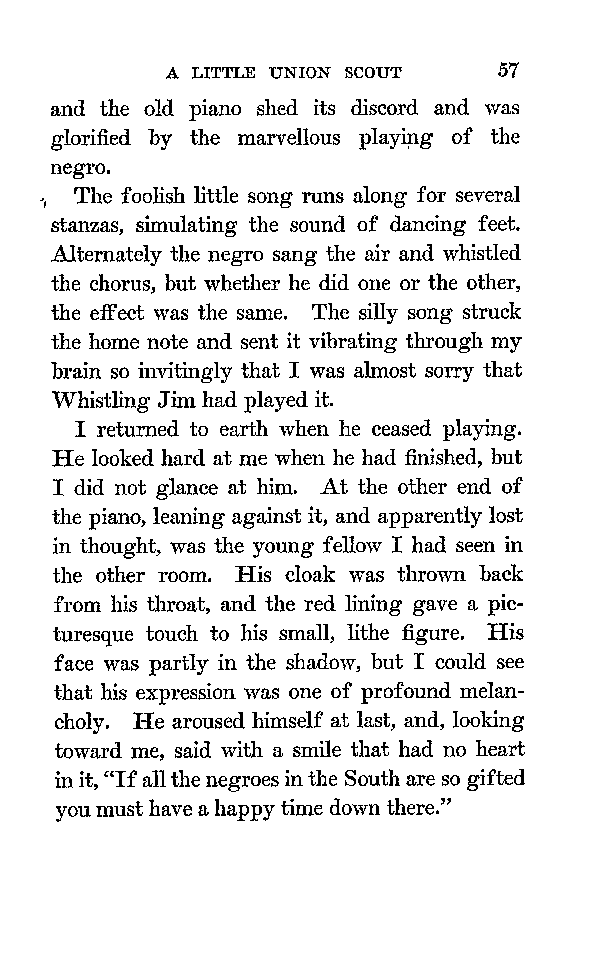 A LITTLE UNION SCOUT 57
and the old piano shed its discord and was
glorified by the marvellous playing of the
negro.
The foolish little song runs along for several
stanzas, simulating the sound of dancing feet.
Alternately the negro sang the air and whistled
the chorus, but whether he did one or the other,
the effect was the same. The silly song struck
the home note and sent it vibrating through my
brain so invitingly that I was almost sorry that
Whistling Jim had played it.
I returned to earth when he ceased playing.
He looked hard at me when he had finished, but
I did not glance at him. At the other end of
the piano, leaning against it, and apparently lost
in thought, was the young fellow I had seen in
the other room. His cloak was thrown back
from his throat, and the red lining gave a pic-
turesque touch to his small, lithe figure. His
face was partly in the shadow, but I could see
that his expression was one of profound melan-
choly. He aroused himself at last, and, looking
toward me, said with a smile that had no heart
in it, “If all the negroes in the South are so gifted
you must have a happy time down there.”